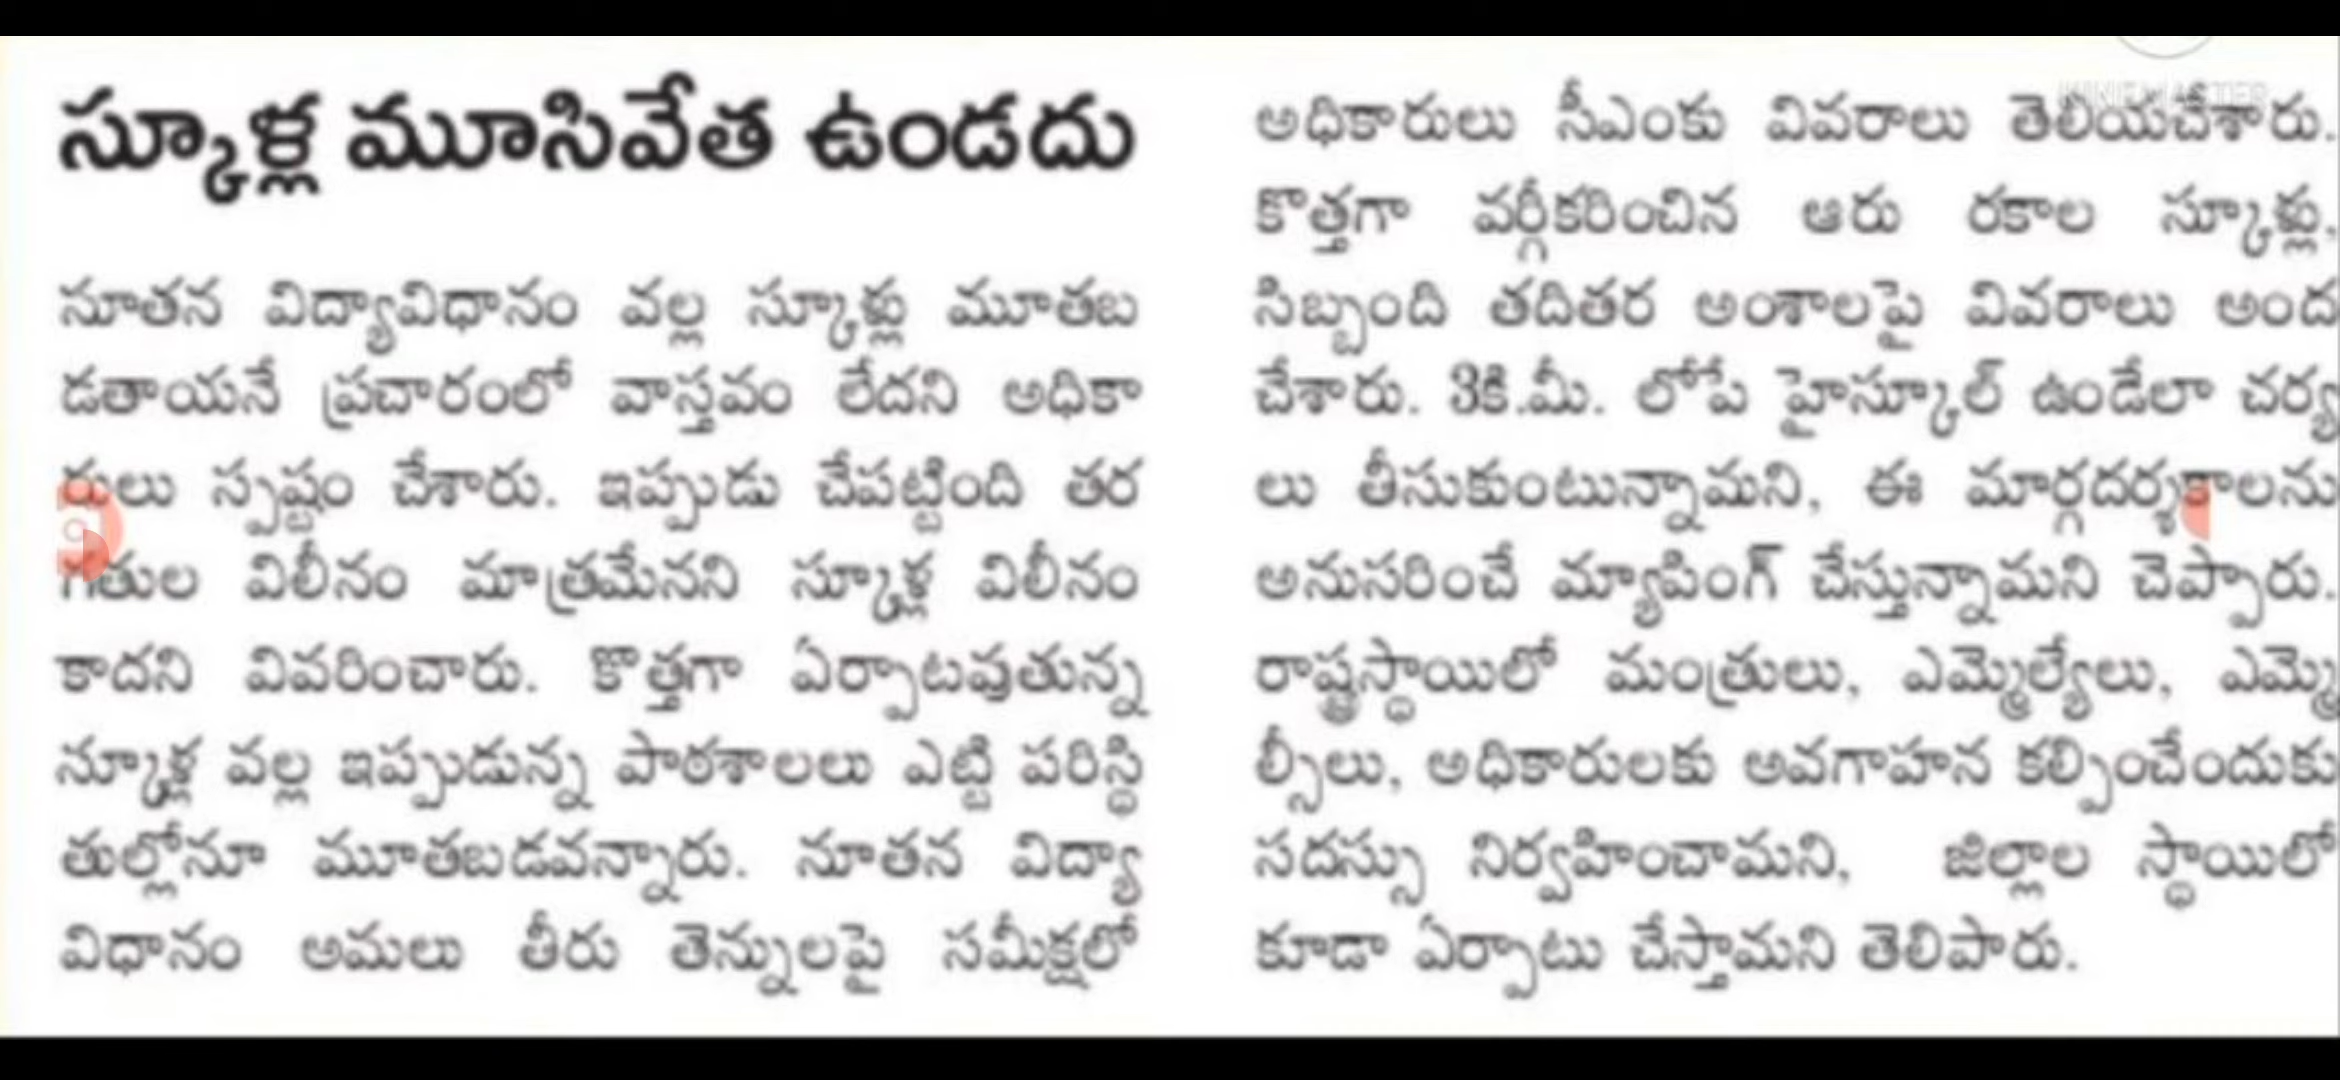 స్కూళ్ల మూసివేత ఉండదు
నూతన విద్యావిధానం వల్ల స్కూళ్లు మూతబ
డతాయనే ప్రచారంలో వాస్తవం లేదని అధికా
రులు స్పష్టం చేశారు. ఇప్పుడు చేపట్టింది తర
గతుల విలీనం మాత్రమేనని స్కూళ్ల విలీనం
కాదని వివరించారు. కొత్తగా ఏర్పాటవుతున్న
స్కూళ్ల వల్ల ఇప్పుడున్న పాఠశాలలు ఎట్టి పరిస్థి
తుల్లోనూ మూతబడవన్నారు. నూతన విద్యా
విధానం అమలు తీరు తెన్నులపై సమీక్షలో
అధికారులు సీఎంకు వివరాలు తెలియచేశారు.
కొత్తగా వర్గీకరించిన ఆరు రకాల స్కూళ్లు,
సిబ్బంది తదితర అంశాలపై వివరాలు అంద
చేశారు. 3కి.మీ. లోపే హైస్కూల్ ఉండేలా చర్య
లు తీసుకుంటున్నామని, ఈ మార్గదర్శకాలను
అనుసరించే మ్యాపింగ్ చేస్తున్నామని చెప్పారు.
రాష్ట్రస్థాయిలో మంత్రులు, ఎమ్మెల్యేలు, ఎమ్మె
ల్సీలు, అధికారులకు అవగాహన కల్పించేందుకు
సదస్సు నిర్వహించామని, జిల్లాల స్థాయిలో
కూడా ఏర్పాటు చేస్తామని తెలిపారు.
KINEMASTER